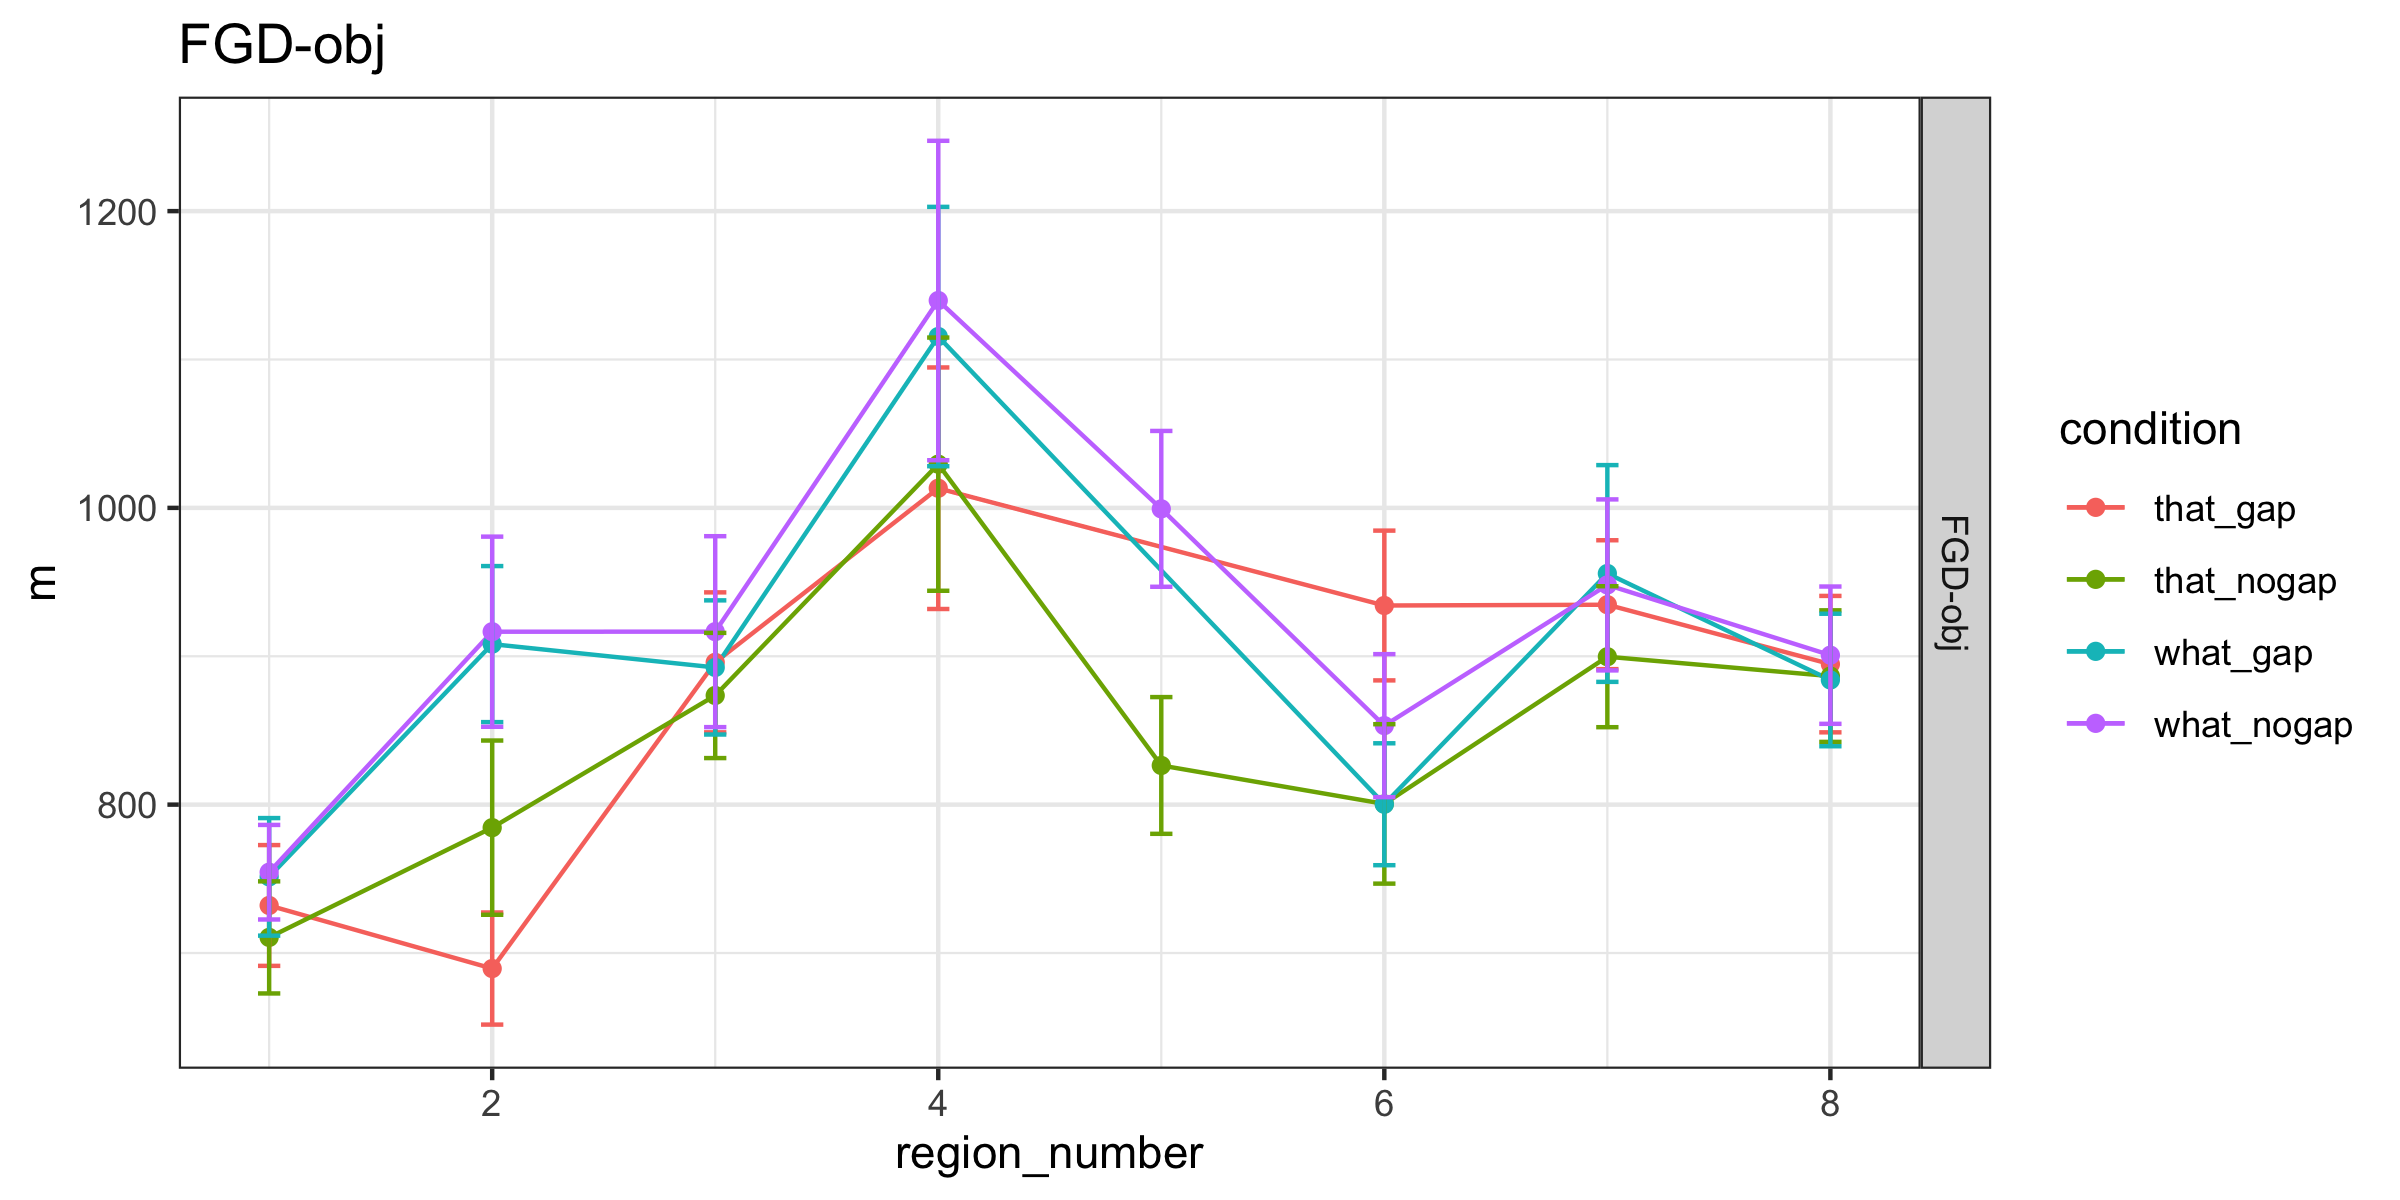 FGD-obj
1200
1000
800
m
2
4
6
8
region_number
FGD-obj
condition
that_gap
that_nogap
what_gap
what_nogap